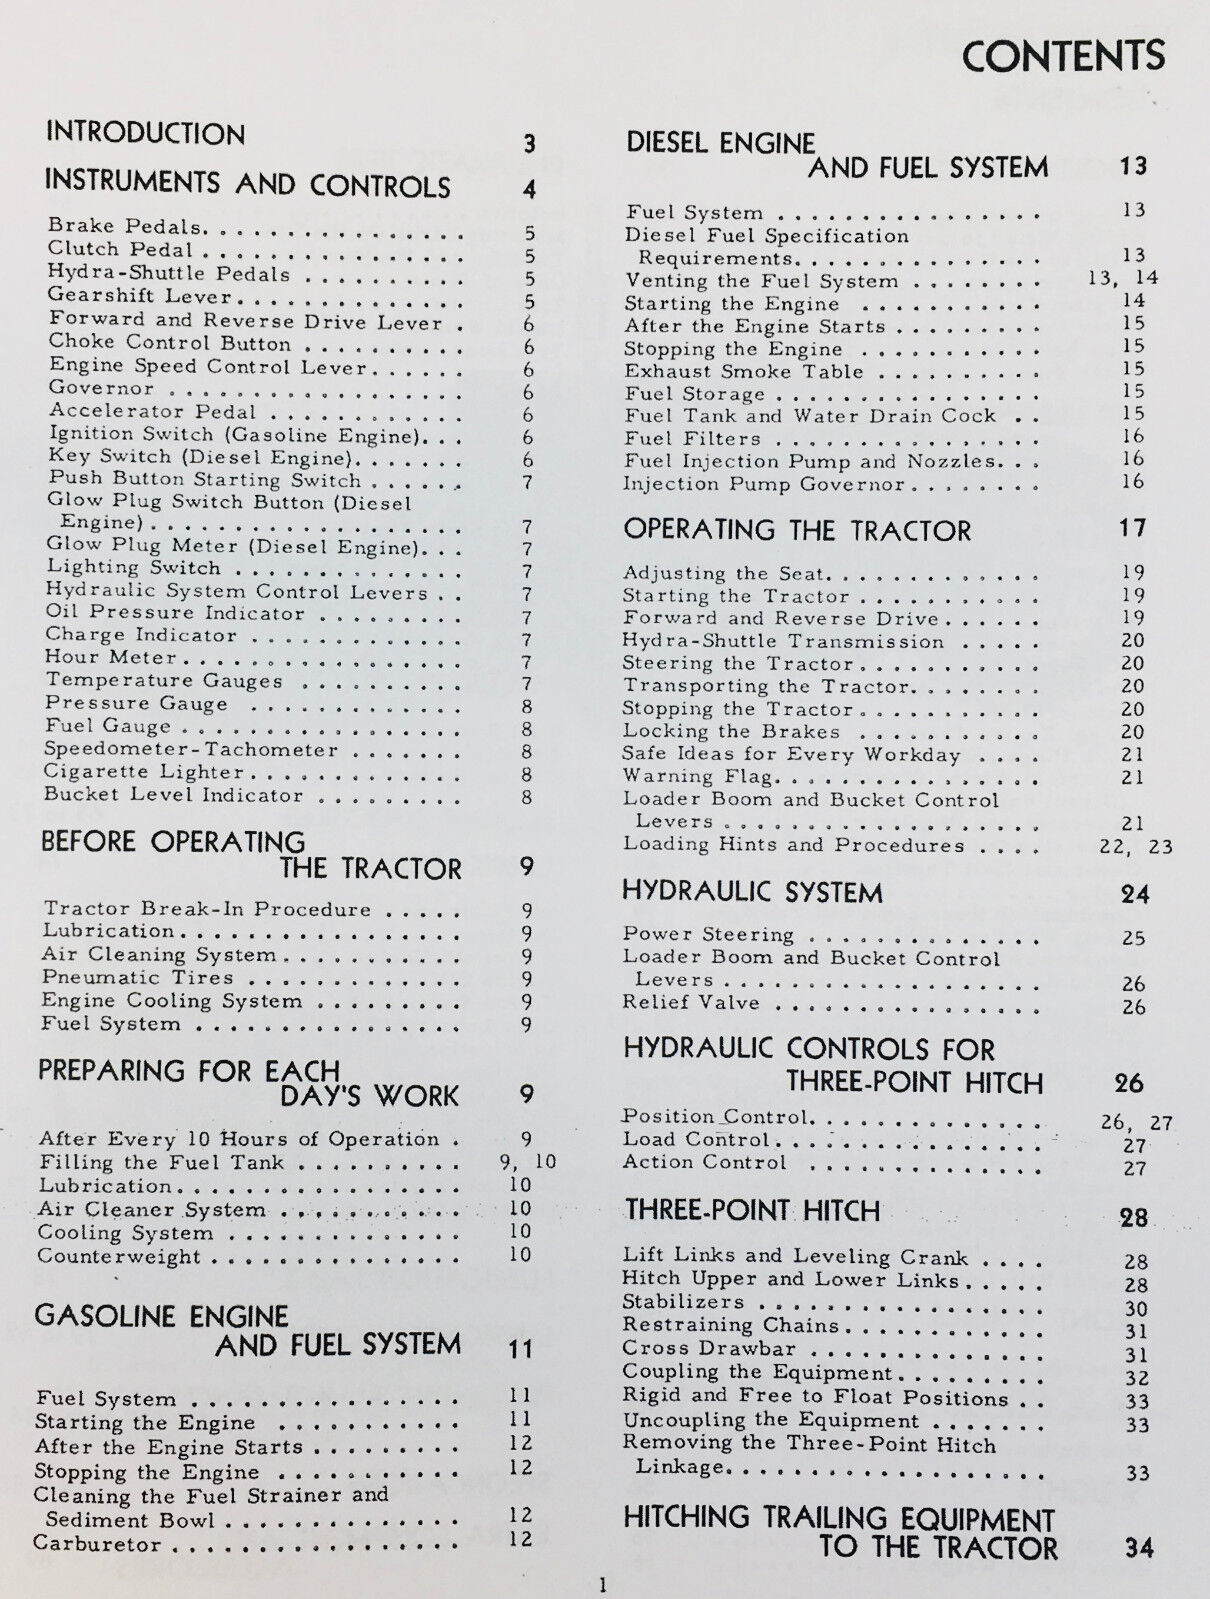 CONTENTS
INTRODUCTION 3
INSTRUMENTS AND CONTROLS 4
Brake Pedals. . . . . . . . . . . . . . . . 5
Clutch Pedal . . . . . . . . . . . . . . . . 5
Hydra-Shuttle Pedals . . . . . . . . . . 5
Gearshift Lever. . . . . . . . . . . . . . 5
Forward and Reverse Drive Lever . 6
Choke Control Button . . . . . . . . . . 6
Engine Speed Control Lever. . . . . . 6
Governor . . . . . . . . . . . . . . . . . . 6
Accelerator Pedal . . . . . . . . . . . . 6
Ignition Switch (Gasoline Engine). . . 6
Key Switch (Diesel Engine). . . . . . . 6
Push Button Starting Switch . . . . . . 7
Glow Plug Switch Button (Diesel
Engine) . . . . . . . . . . . . . . . . . . . 7
Glow Plug Meter (Diesel Engine). . . 7
Lighting Switch . . . . . . . . . . . . . . 7
Hydraulic System Control Levers . . 7
Oil Pressure Indicator . . . . . . . . . 7
Charge Indicator . . . . . . . . . . . . . 7
Hour Meter. . . . . . . . . . . . . . . . . 7
Temperature Gauges . . . . . . . . . . 7
Pressure Gauge . . . . . . . . . . . . . 8
Fuel Gauge . . . . . . . . . . . . . . . . . 8
Speedometer-Tachometer . . . . . . . 8
Cigarette Lighter. . . . . . . . . . . . . 8
Bucket Level Indicator . . . . . . . . . 8
BEFORE OPERATING
THE TRACTOR 9
Tractor Break-In Procedure . . . . . 9
Lubrication. . . . . . . . . . . . . . . . . 9
Air Cleaning System. . . . . . . . . . . 9
Pneumatic Tires . . . . . . . . . . . . . 9
Engine Cooling System . . . . . . . . . 9
Fuel System . . . . . . . . . . . . . . . . 9
PREPARING FOR EACH
DAY'S WORK 9
After Every 10 Hours of Operation . 9
Filling the Fuel Tank . . . . . . . . . . 9, 10
Lubrication. . . . . . . . . . . . . . . . . 10
Air Cleaner System . . . . . . . . . . . 10
Cooling System . . . . . . . . . . . . . . 10
Counterweight . . . . . . . . . . . . . . . 10
GASOLINE ENGINE
AND FUEL SYSTEM 11
Fuel System . . . . . . . . . . . . . . . . 11
Starting the Engine . . . . . . . . . . . 11
After the Engine Starts . . . . . . . . . 12
Stopping the Engine . . . . . . . . . . . 12
Cleaning the Fuel Strainer and
Sediment Bowl . . . . . . . . . . . . . . 12
Carburetor . . . . . . . . . . . . . . . . . 12
DIESEL ENGINE
AND FUEL SYSTEM 13
Fuel System . . . . . . . . . . . . . . . . 13
Diesel Fuel Specification
Requirements. . . . . . . . . . . . . . . 13
Venting the Fuel System . . . . . . . . 13, 14
Starting the Engine . . . . . . . . . . . 14
After the Engine Starts . . . . . . . . . 15
Stopping the Engine . . . . . . . . . . . 15
Exhaust Smoke Table . . . . . . . . . . 15
Fuel Storage . . . . . . . . . . . . . . . . 15
Fuel Tank and Water Drain Cock . . 15
Fuel Filters . . . . . . . . . . . . . . . . 16
Fuel Injection Pump and Nozzles. . . 16
Injection Pump Governor. . . . . . . . 16
OPERATING THE TRACTOR 17
Adjusting the Seat. . . . . . . . . . . . . 19
Starting the Tractor . . . . . . . . . . . 19
Forward and Reverse Drive. . . . . . 19
Hydra-Shuttle Transmission . . . . . 20
Steering the Tractor. . . . . . . . . . . 20
Transporting the Tractor. . . . . . . . 20
Stopping the Tractor. . . . . . . . . . . 20
Locking the Brakes . . . . . . . . . . . 20
Safe Ideas for Every Workday . . . . 21
Warning Flag. . . . . . . . . . . . . . . . 21
Loader Boom and Bucket Control
Levers . . . . . . . . . . . . . . . . . . . 21
Loading Hints and Procedures . . . . 22, 23
HYDRAULIC SYSTEM 24
Power Steering . . . . . . . . . . . . . . 25
Loader Boom and Bucket Control
Levers . . . . . . . . . . . . . . . . . . . 26
Relief Valve . . . . . . . . . . . . . . . . 26
HYDRAULIC CONTROLS FOR
THREE-POINT HITCH 26
Position Control. . . . . . . . . . . . . . 26, 27
Load Control. . . . . . . . . . . . . . . . 27
Action Control . . . . . . . . . . . . . . 27
THREE-POINT HITCH 28
Lift Links and Leveling Crank . . . . 28
Hitch Upper and Lower Links. . . . . 28
Stabilizers . . . . . . . . . . . . . . . . . 30
Restraining Chains. . . . . . . . . . . . 31
Cross Drawbar . . . . . . . . . . . . . . 31
Coupling the Equipment. . . . . . . . . 32
Rigid and Free to Float Positions . . 33
Uncoupling the Equipment . . . . . . 33
Removing the Three-Point Hitch
Linkage. . . . . . . . . . . . . . . . . . . 33
HITCHING TRAILING EQUIPMENT
TO THE TRACTOR 34
1